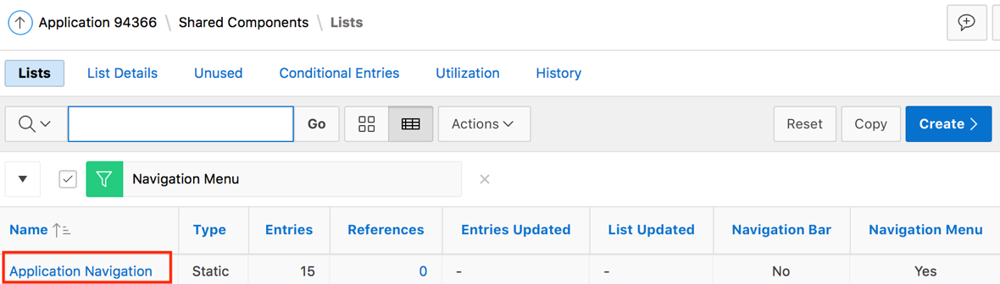 Application 94366 \ Shared Components \ Lists
Lists List Details Unused Conditional Entries Utilization History
Go Actions Reset Copy Create
Navigation Menu
Name Type Entries References Entries Updated List Updated Navigation Bar Navigation Menu
Application Navigation Static 15 0 - - No Yes